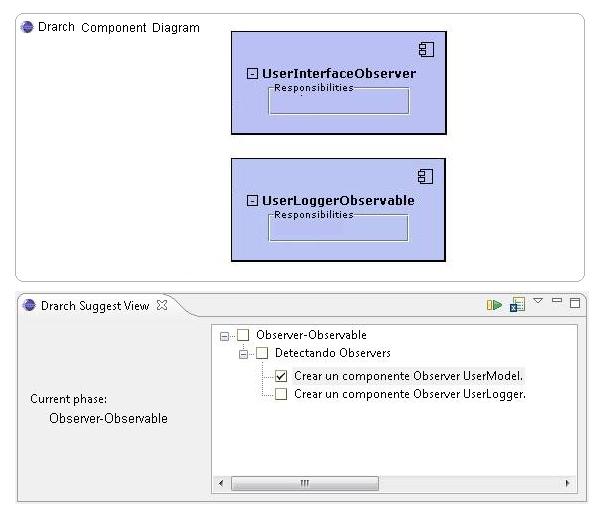 Drarch Component Diagram
UserInterfaceObserver
Responsibilities
UserLoggerObservable
Responsibilities
Drarch Suggest View
Observer-Observable
Detectando Observers
Crear un componente Observer UserModel.
Crear un componente Observer UserLogger.
Current phase:
Observer-Observable